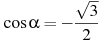 cos α = −√3/2